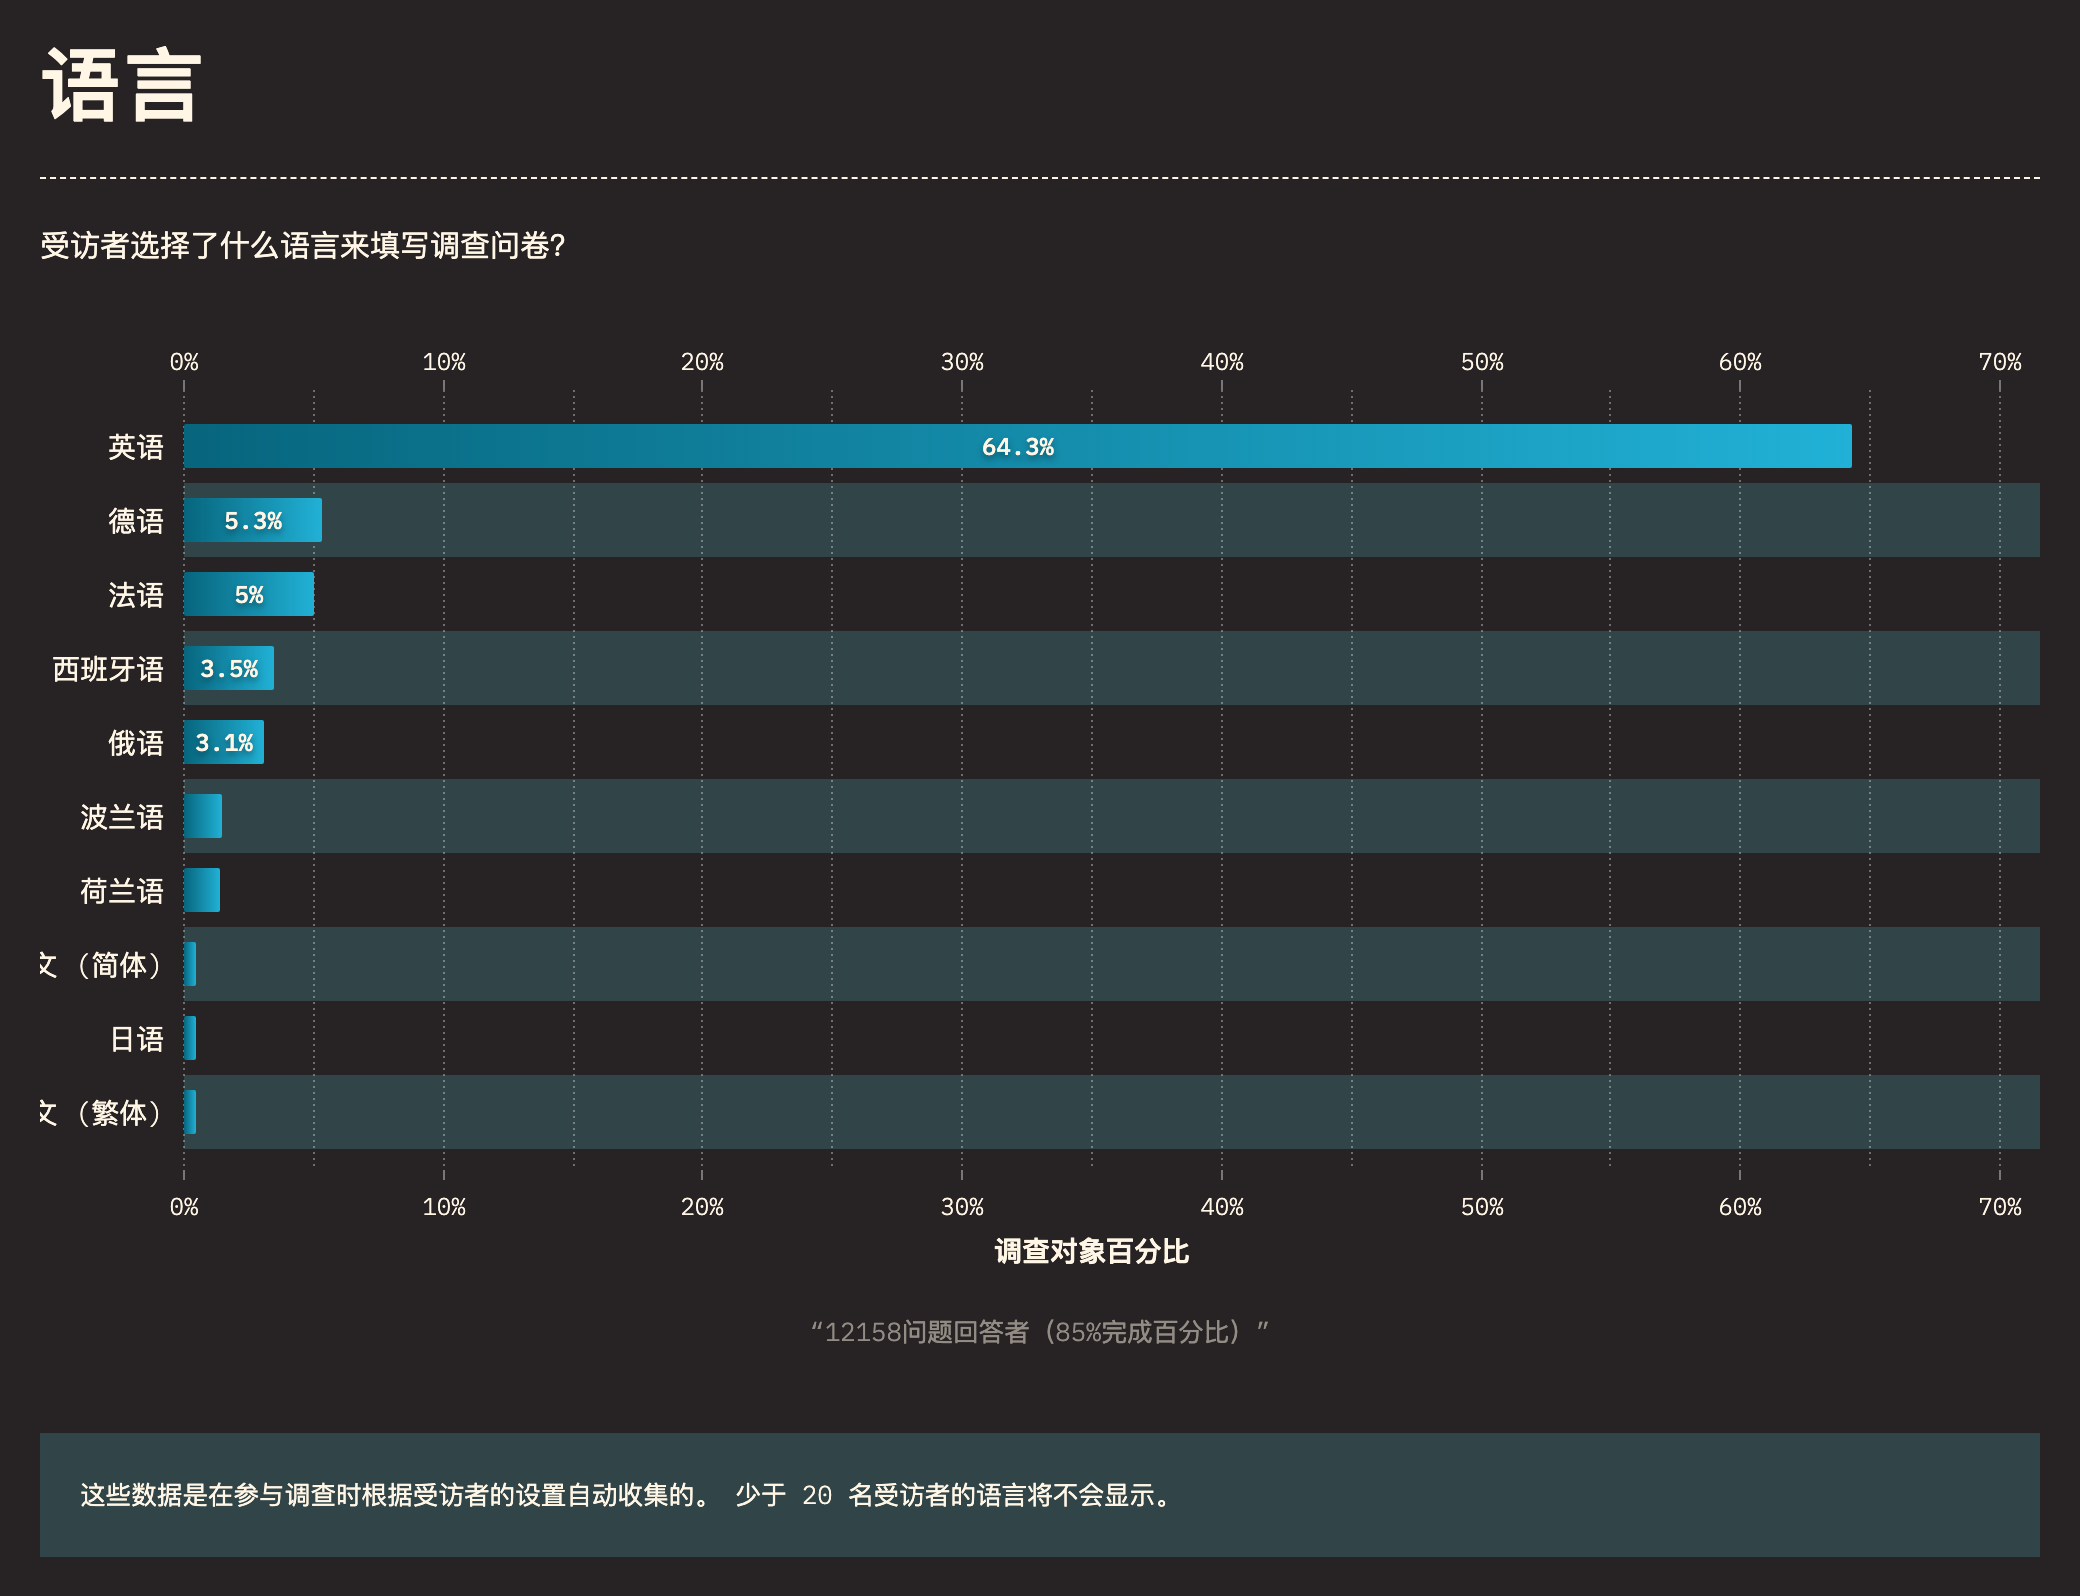 语言
受访者选择了什么语言来填写调查问卷?
0% 10% 20% 30% 40% 50% 60% 70%
英语 64.3%
德语 5.3%
法语 5%
西班牙语 3.5%
俄语 3.1%
波兰语
荷兰语
文（简体）
日语
文（繁体）
0% 10% 20% 30% 40% 50% 60% 70%
调查对象百分比
“12158问题回答者（85%完成百分比）”
这些数据是在参与调查时根据受访者的设置自动收集的。 少于 20 名受访者的语言将不会显示。